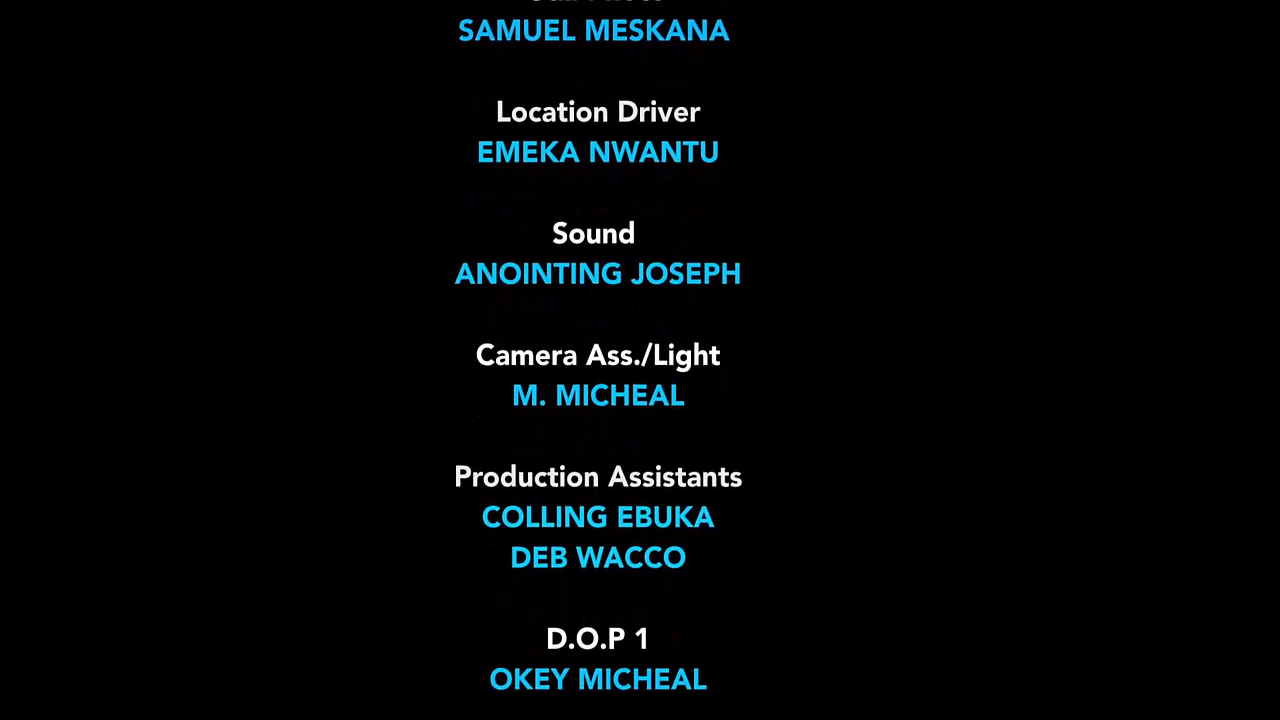 SAMUEL MESKANA
Location Driver
EMEKA NWANTU
Sound
ANOINTING JOSEPH
Camera Ass./Light
M. MICHEAL
Production Assistants
COLLING EBUKA
DEB WACCO
D.O.P 1
OKEY MICHEAL